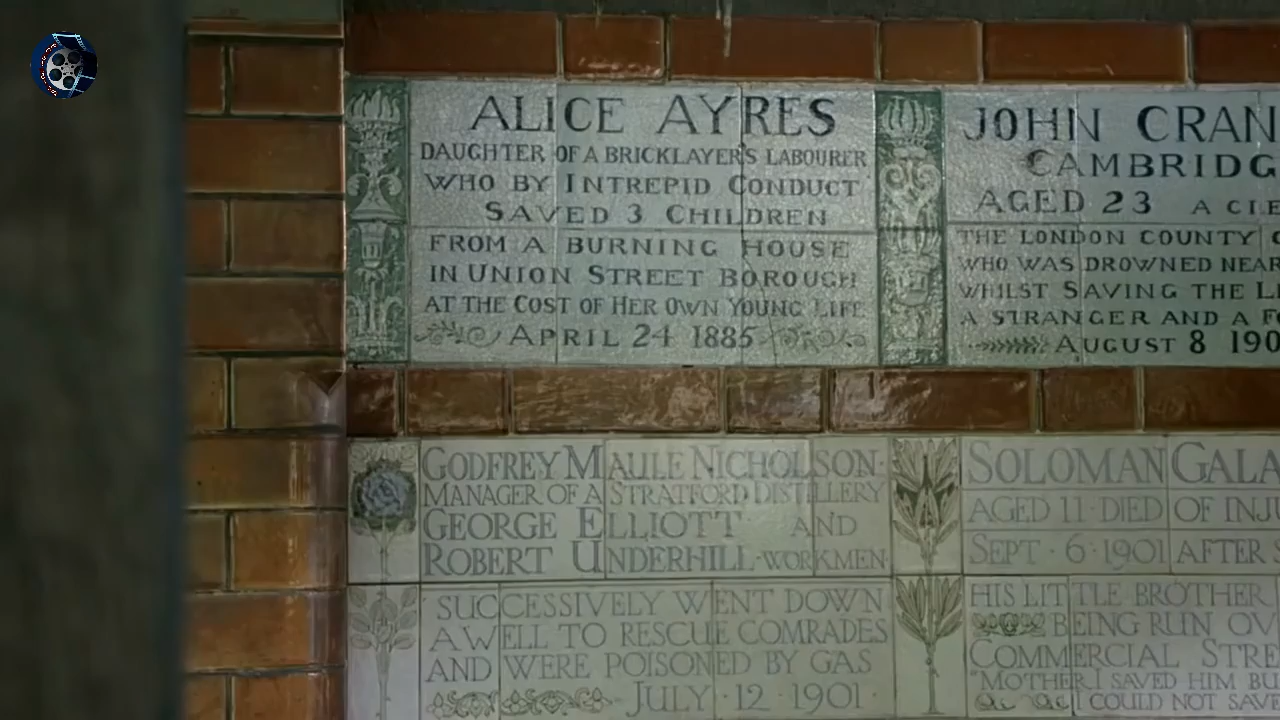 ALICE AYRES
DAUGHTER OF A BRICKLAYER'S LABOURER
WHO BY INTREPID CONDUCT
SAVED 3 CHILDREN
FROM A BURNING HOUSE
IN UNION STREET BOROUGH
AT THE COST OF HER OWN YOUNG LIFE
APRIL 24 1885
JOHN CRAN
CAMBRIDG
AGED 23 A CLE
THE LONDON COUNTY
WHO WAS DROWNED NEAR
WHILST SAVING THE LI
A STRANGER AND A FO
AUGUST 8 190
GODFREY MAULE NICHOLSON·
MANAGER OF A STRATFORD DISTILLERY
GEORGE ELLIOTT AND
ROBERT UNDERHILL·WORKMEN
SUCCESSIVELY WENT DOWN
A WELL TO RESCUE COMRADES
AND WERE POISONED BY GAS
JULY·12·1901·
SOLOMAN GALA
AGED 11·DIED OF INJU
SEPT·6·1901 AFTER S
HIS LITTLE BROTHER
BEING RUN OV
COMMERCIAL STRE
"MOTHER I SAVED HIM BU
I COULD NOT SAVE